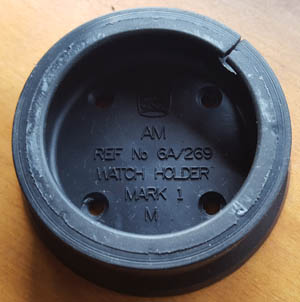 AM
REF No 6A/269
WATCH HOLDER
MARK 1
M